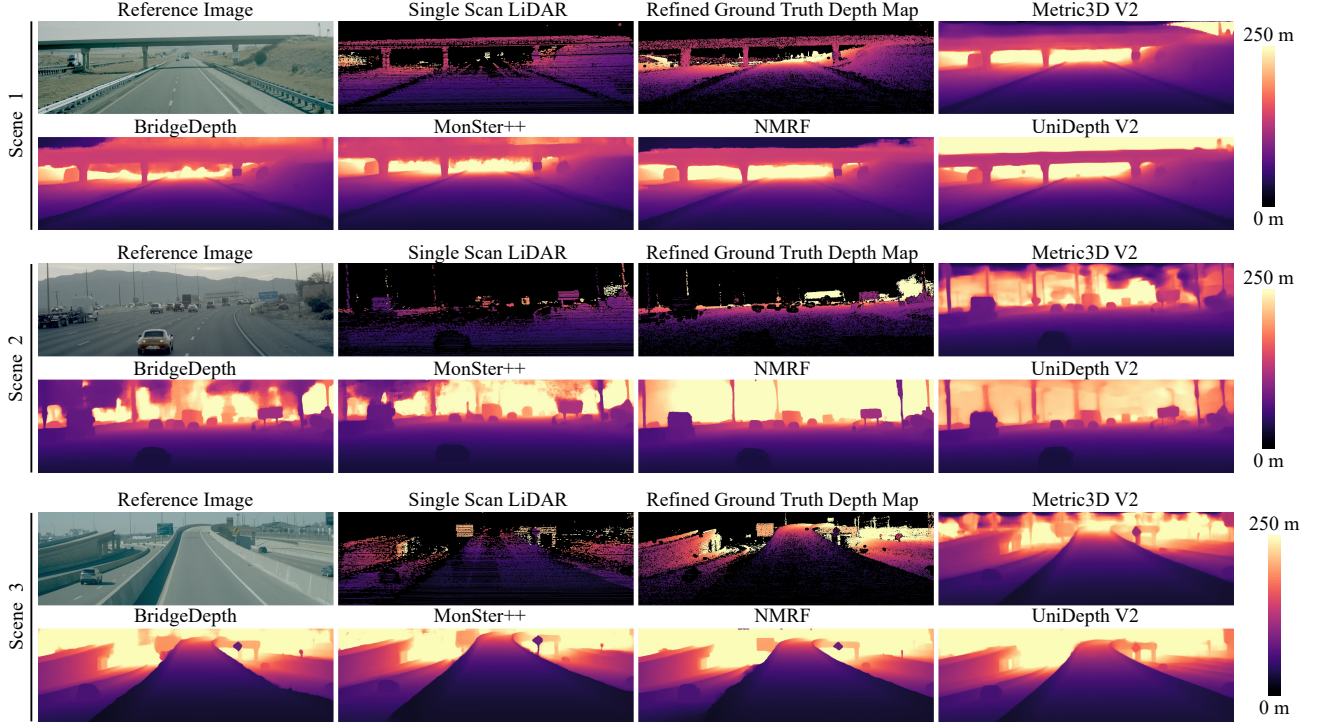 Reference Image Single Scan LiDAR Refined Ground Truth Depth Map Metric3D V2
250 m
Scene 1
BridgeDepth MonSter++ NMRF UniDepth V2
0 m
Reference Image Single Scan LiDAR Refined Ground Truth Depth Map Metric3D V2
250 m
Scene 2
BridgeDepth MonSter++ NMRF UniDepth V2
0 m
Reference Image Single Scan LiDAR Refined Ground Truth Depth Map Metric3D V2
250 m
Scene 3
BridgeDepth MonSter++ NMRF UniDepth V2
0 m